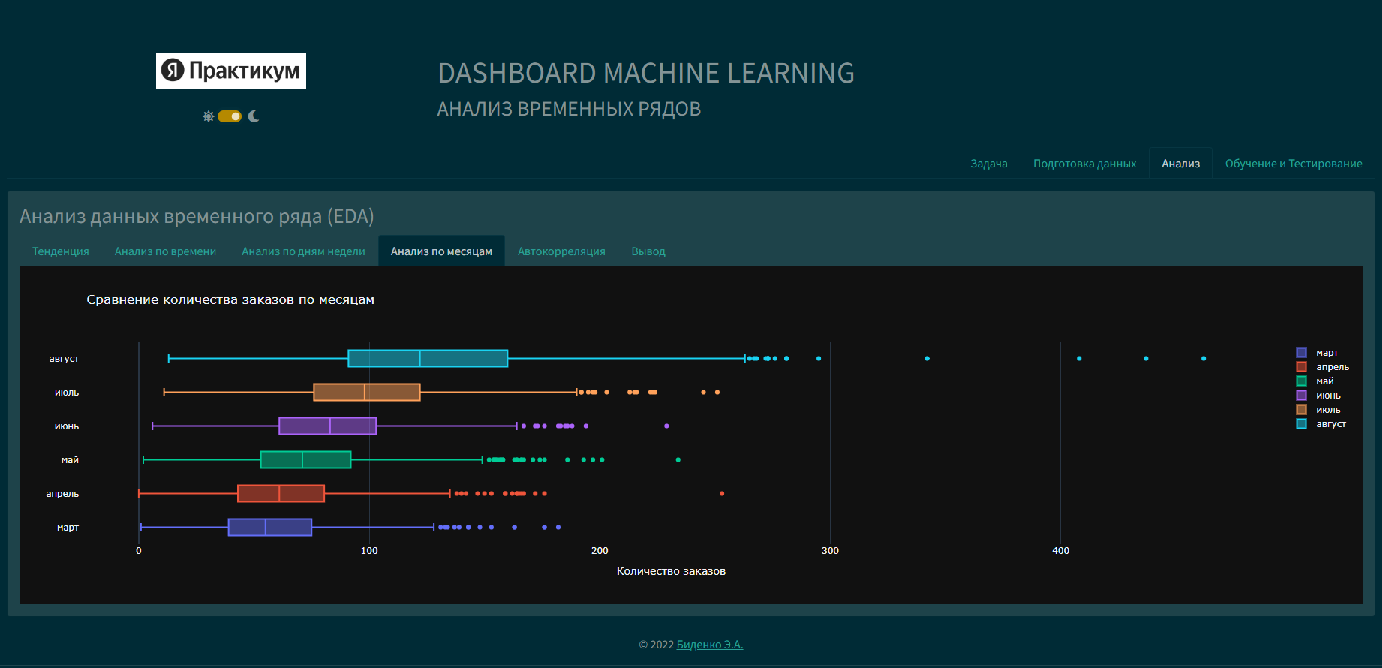 Я Практикум
DASHBOARD MACHINE LEARNING
АНАЛИЗ ВРЕМЕННЫХ РЯДОВ
Задача Подготовка данных Анализ Обучение и Тестирование
Анализ данных временного ряда (EDA)
Тенденция Анализ по времени Анализ по дням недели Анализ по месяцам Автокорреляция Вывод
Сравнение количества заказов по месяцам
август
июль
июнь
май
апрель
март
0 100 200 300 400
Количество заказов
март
апрель
май
июнь
июль
август
© 2022 Биденко Э.А.